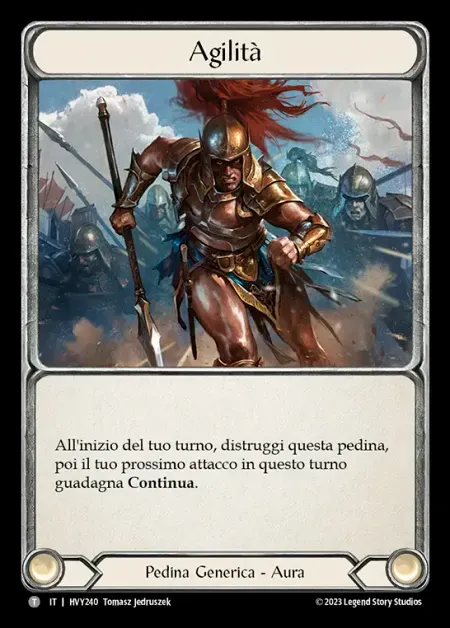 Agilità
All'inizio del tuo turno, distruggi questa pedina,
poi il tuo prossimo attacco in questo turno
guadagna Continua.
Pedina Generica - Aura
T IT | HVY240 Tomasz Jedruszek © 2023 Legend Story Studios